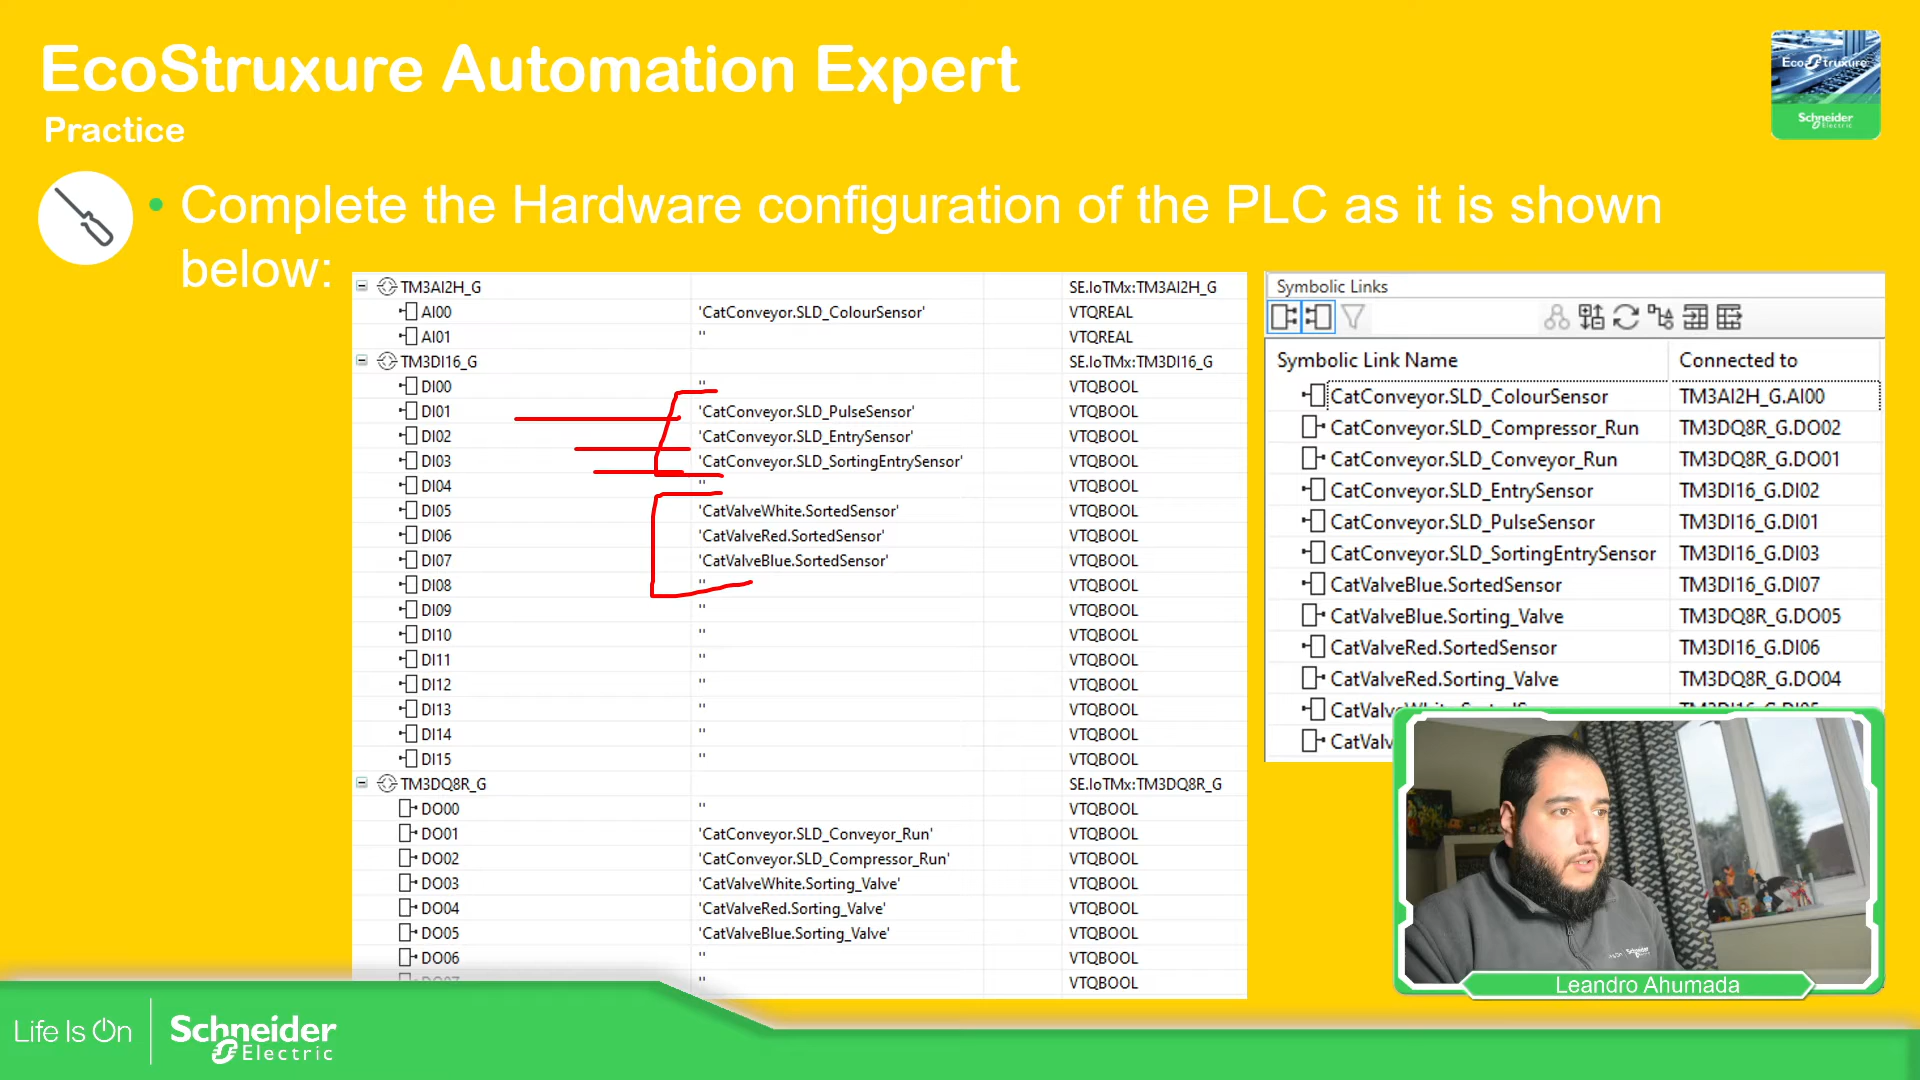 EcoStruxure Automation Expert
Practice
EcoStruxure
Schneider
Electric
• Complete the Hardware configuration of the PLC as it is shown
below:
TM3AI2H_G SE.IoTMx:TM3AI2H_G
AI00 'CatConveyor.SLD_ColourSensor' VTQREAL
AI01 '' VTQREAL
TM3DI16_G SE.IoTMx:TM3DI16_G
DI00 '' VTQBOOL
DI01 'CatConveyor.SLD_PulseSensor' VTQBOOL
DI02 'CatConveyor.SLD_EntrySensor' VTQBOOL
DI03 'CatConveyor.SLD_SortingEntrySensor' VTQBOOL
DI04 '' VTQBOOL
DI05 'CatValveWhite.SortedSensor' VTQBOOL
DI06 'CatValveRed.SortedSensor' VTQBOOL
DI07 'CatValveBlue.SortedSensor' VTQBOOL
DI08 '' VTQBOOL
DI09 '' VTQBOOL
DI10 '' VTQBOOL
DI11 '' VTQBOOL
DI12 '' VTQBOOL
DI13 '' VTQBOOL
DI14 '' VTQBOOL
DI15 VTQBOOL
TM3DQ8R_G SE.IoTMx:TM3DQ8R_G
DO00 '' VTQBOOL
DO01 'CatConveyor.SLD_Conveyor_Run' VTQBOOL
DO02 'CatConveyor.SLD_Compressor_Run' VTQBOOL
DO03 'CatValveWhite.Sorting_Valve' VTQBOOL
DO04 'CatValveRed.Sorting_Valve' VTQBOOL
DO05 'CatValveBlue.Sorting_Valve' VTQBOOL
DO06 '' VTQBOOL
'' VTQBOOL
Symbolic Links
Symbolic Link Name Connected to
CatConveyor.SLD_ColourSensor TM3AI2H_G.AI00
CatConveyor.SLD_Compressor_Run TM3DQ8R_G.DO02
CatConveyor.SLD_Conveyor_Run TM3DQ8R_G.DO01
CatConveyor.SLD_EntrySensor TM3DI16_G.DI02
CatConveyor.SLD_PulseSensor TM3DI16_G.DI01
CatConveyor.SLD_SortingEntrySensor TM3DI16_G.DI03
CatValveBlue.SortedSensor TM3DI16_G.DI07
CatValveBlue.Sorting_Valve TM3DQ8R_G.DO05
CatValveRed.SortedSensor TM3DI16_G.DI06
CatValveRed.Sorting_Valve TM3DQ8R_G.DO04
CatValv
Leandro Ahumada
Life Is On
Schneider
Electric